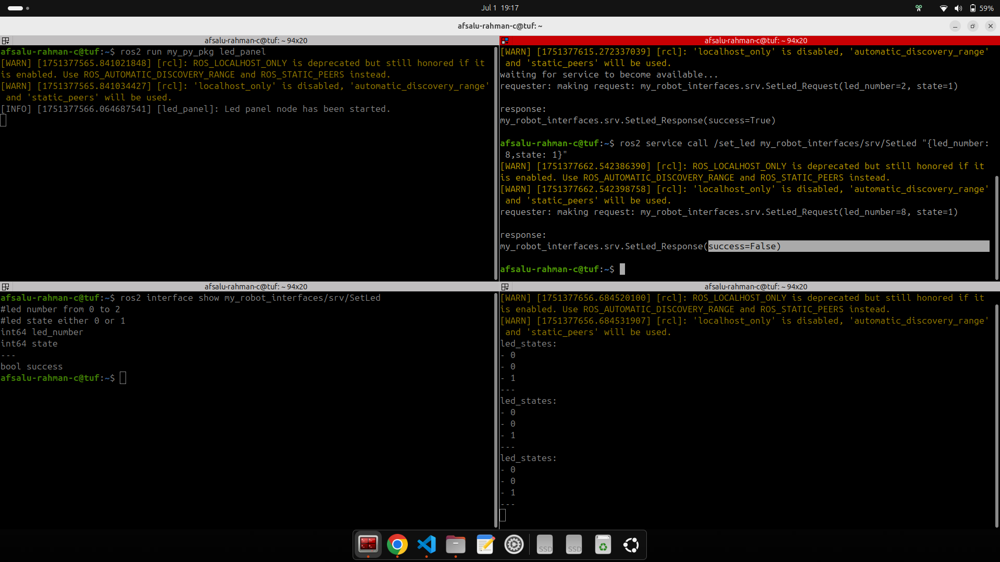 Jul 1 19:17
59%
afsalu-rahman-c@tuf: ~
afsalu-rahman-c@tuf: ~ 94x20
afsalu-rahman-c@tuf:~$ ros2 run my_py_pkg led_panel
[WARN] [1751377565.841021848] [rcl]: ROS_LOCALHOST_ONLY is deprecated but still honored if it
is enabled. Use ROS_AUTOMATIC_DISCOVERY_RANGE and ROS_STATIC_PEERS instead.
[WARN] [1751377565.841034427] [rcl]: 'localhost_only' is disabled, 'automatic_discovery_range'
and 'static_peers' will be used.
[INFO] [1751377566.064687541] [led_panel]: Led panel node has been started.
afsalu-rahman-c@tuf: ~ 94x20
[WARN] [1751377615.272337039] [rcl]: 'localhost_only' is disabled, 'automatic_discovery_range'
and 'static_peers' will be used.
waiting for service to become available...
requester: making request: my_robot_interfaces.srv.SetLed_Request(led_number=2, state=1)
response:
my_robot_interfaces.srv.SetLed_Response(success=True)
afsalu-rahman-c@tuf:~$ ros2 service call /set_led my_robot_interfaces/srv/SetLed "{led_number:
8,state: 1}"
[WARN] [1751377662.542386390] [rcl]: ROS_LOCALHOST_ONLY is deprecated but still honored if it
is enabled. Use ROS_AUTOMATIC_DISCOVERY_RANGE and ROS_STATIC_PEERS instead.
[WARN] [1751377662.542398758] [rcl]: 'localhost_only' is disabled, 'automatic_discovery_range'
and 'static_peers' will be used.
requester: making request: my_robot_interfaces.srv.SetLed_Request(led_number=8, state=1)
response:
my_robot_interfaces.srv.SetLed_Response(success=False)
afsalu-rahman-c@tuf:~$
afsalu-rahman-c@tuf: ~ 94x20
afsalu-rahman-c@tuf:~$ ros2 interface show my_robot_interfaces/srv/SetLed
#led number from 0 to 2
#led state either 0 or 1
int64 led_number
int64 state
---
bool success
afsalu-rahman-c@tuf:~$
afsalu-rahman-c@tuf: ~ 94x20
[WARN] [1751377656.684520100] [rcl]: ROS_LOCALHOST_ONLY is deprecated but still honored if it
is enabled. Use ROS_AUTOMATIC_DISCOVERY_RANGE and ROS_STATIC_PEERS instead.
[WARN] [1751377656.684531907] [rcl]: 'localhost_only' is disabled, 'automatic_discovery_range'
and 'static_peers' will be used.
led_states:
- 0
- 0
- 1
---
led_states:
- 0
- 0
- 1
---
led_states:
- 0
- 0
- 1
---
SSD
SSD